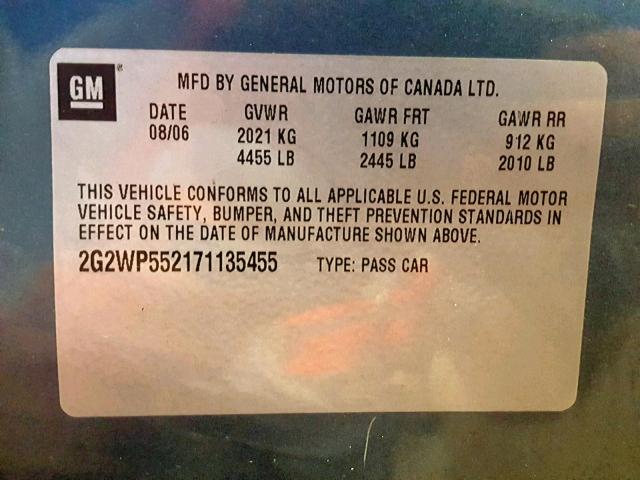 GM
MFD BY GENERAL MOTORS OF CANADA LTD.
DATE GVWR GAWR FRT GAWR RR
08/06 2021 KG 1109 KG 912 KG
4455 LB 2445 LB 2010 LB
THIS VEHICLE CONFORMS TO ALL APPLICABLE U.S. FEDERAL MOTOR
VEHICLE SAFETY, BUMPER, AND THEFT PREVENTION STANDARDS IN
EFFECT ON THE DATE OF MANUFACTURE SHOWN ABOVE.
2G2WP552171135455 TYPE: PASS CAR